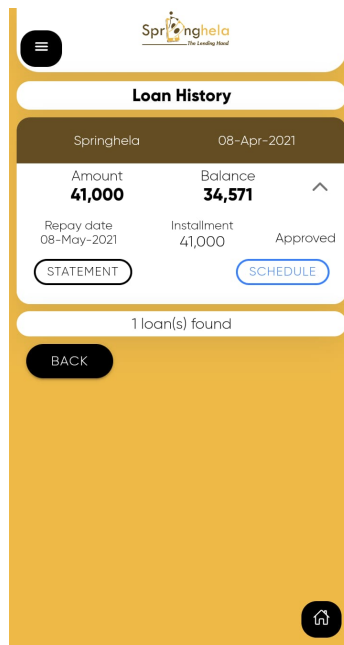 Springhela
The Lending Hand
Loan History
Springhela 08-Apr-2021
Amount Balance
41,000 34,571
Repay date Installment
08-May-2021 41,000 Approved
STATEMENT SCHEDULE
1 loan(s) found
BACK